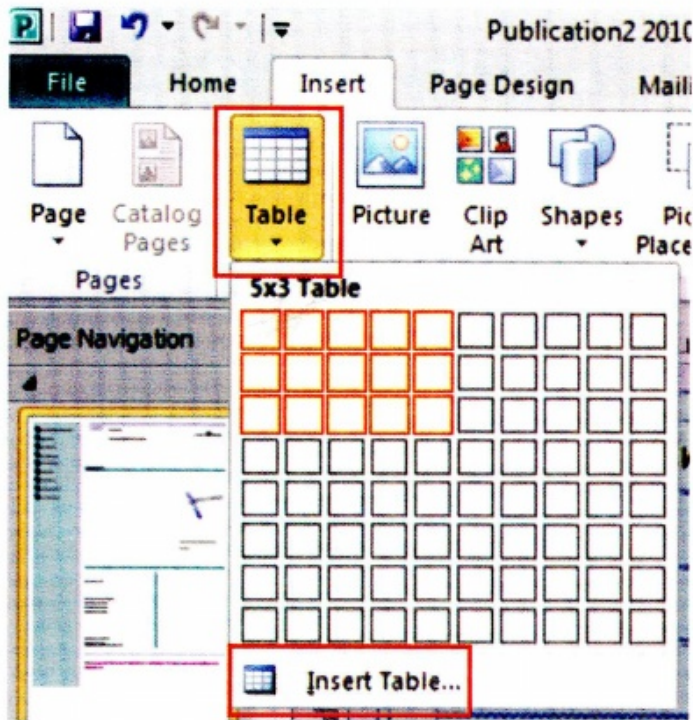 Publication2 2010
File Home Insert Page Design Maili
Page Catalog Pages Table Picture Clip Art Shapes Pic Place
Pages
5x3 Table
Page Navigation
Insert Table...